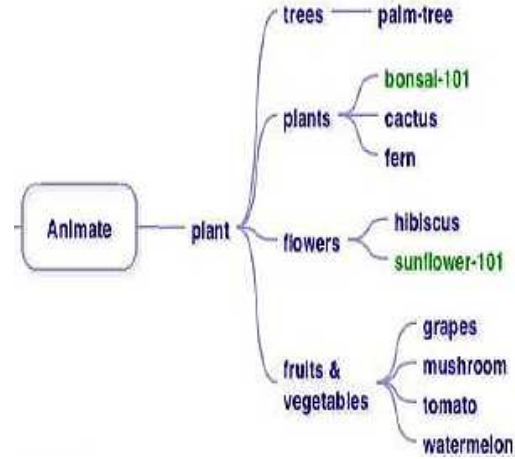 trees
palm-tree
bonsai-101
plants
cactus
fern
Animate
plant
hibiscus
flowers
sunflower-101
grapes
fruits &
vegetables
mushroom
tomato
watermelon